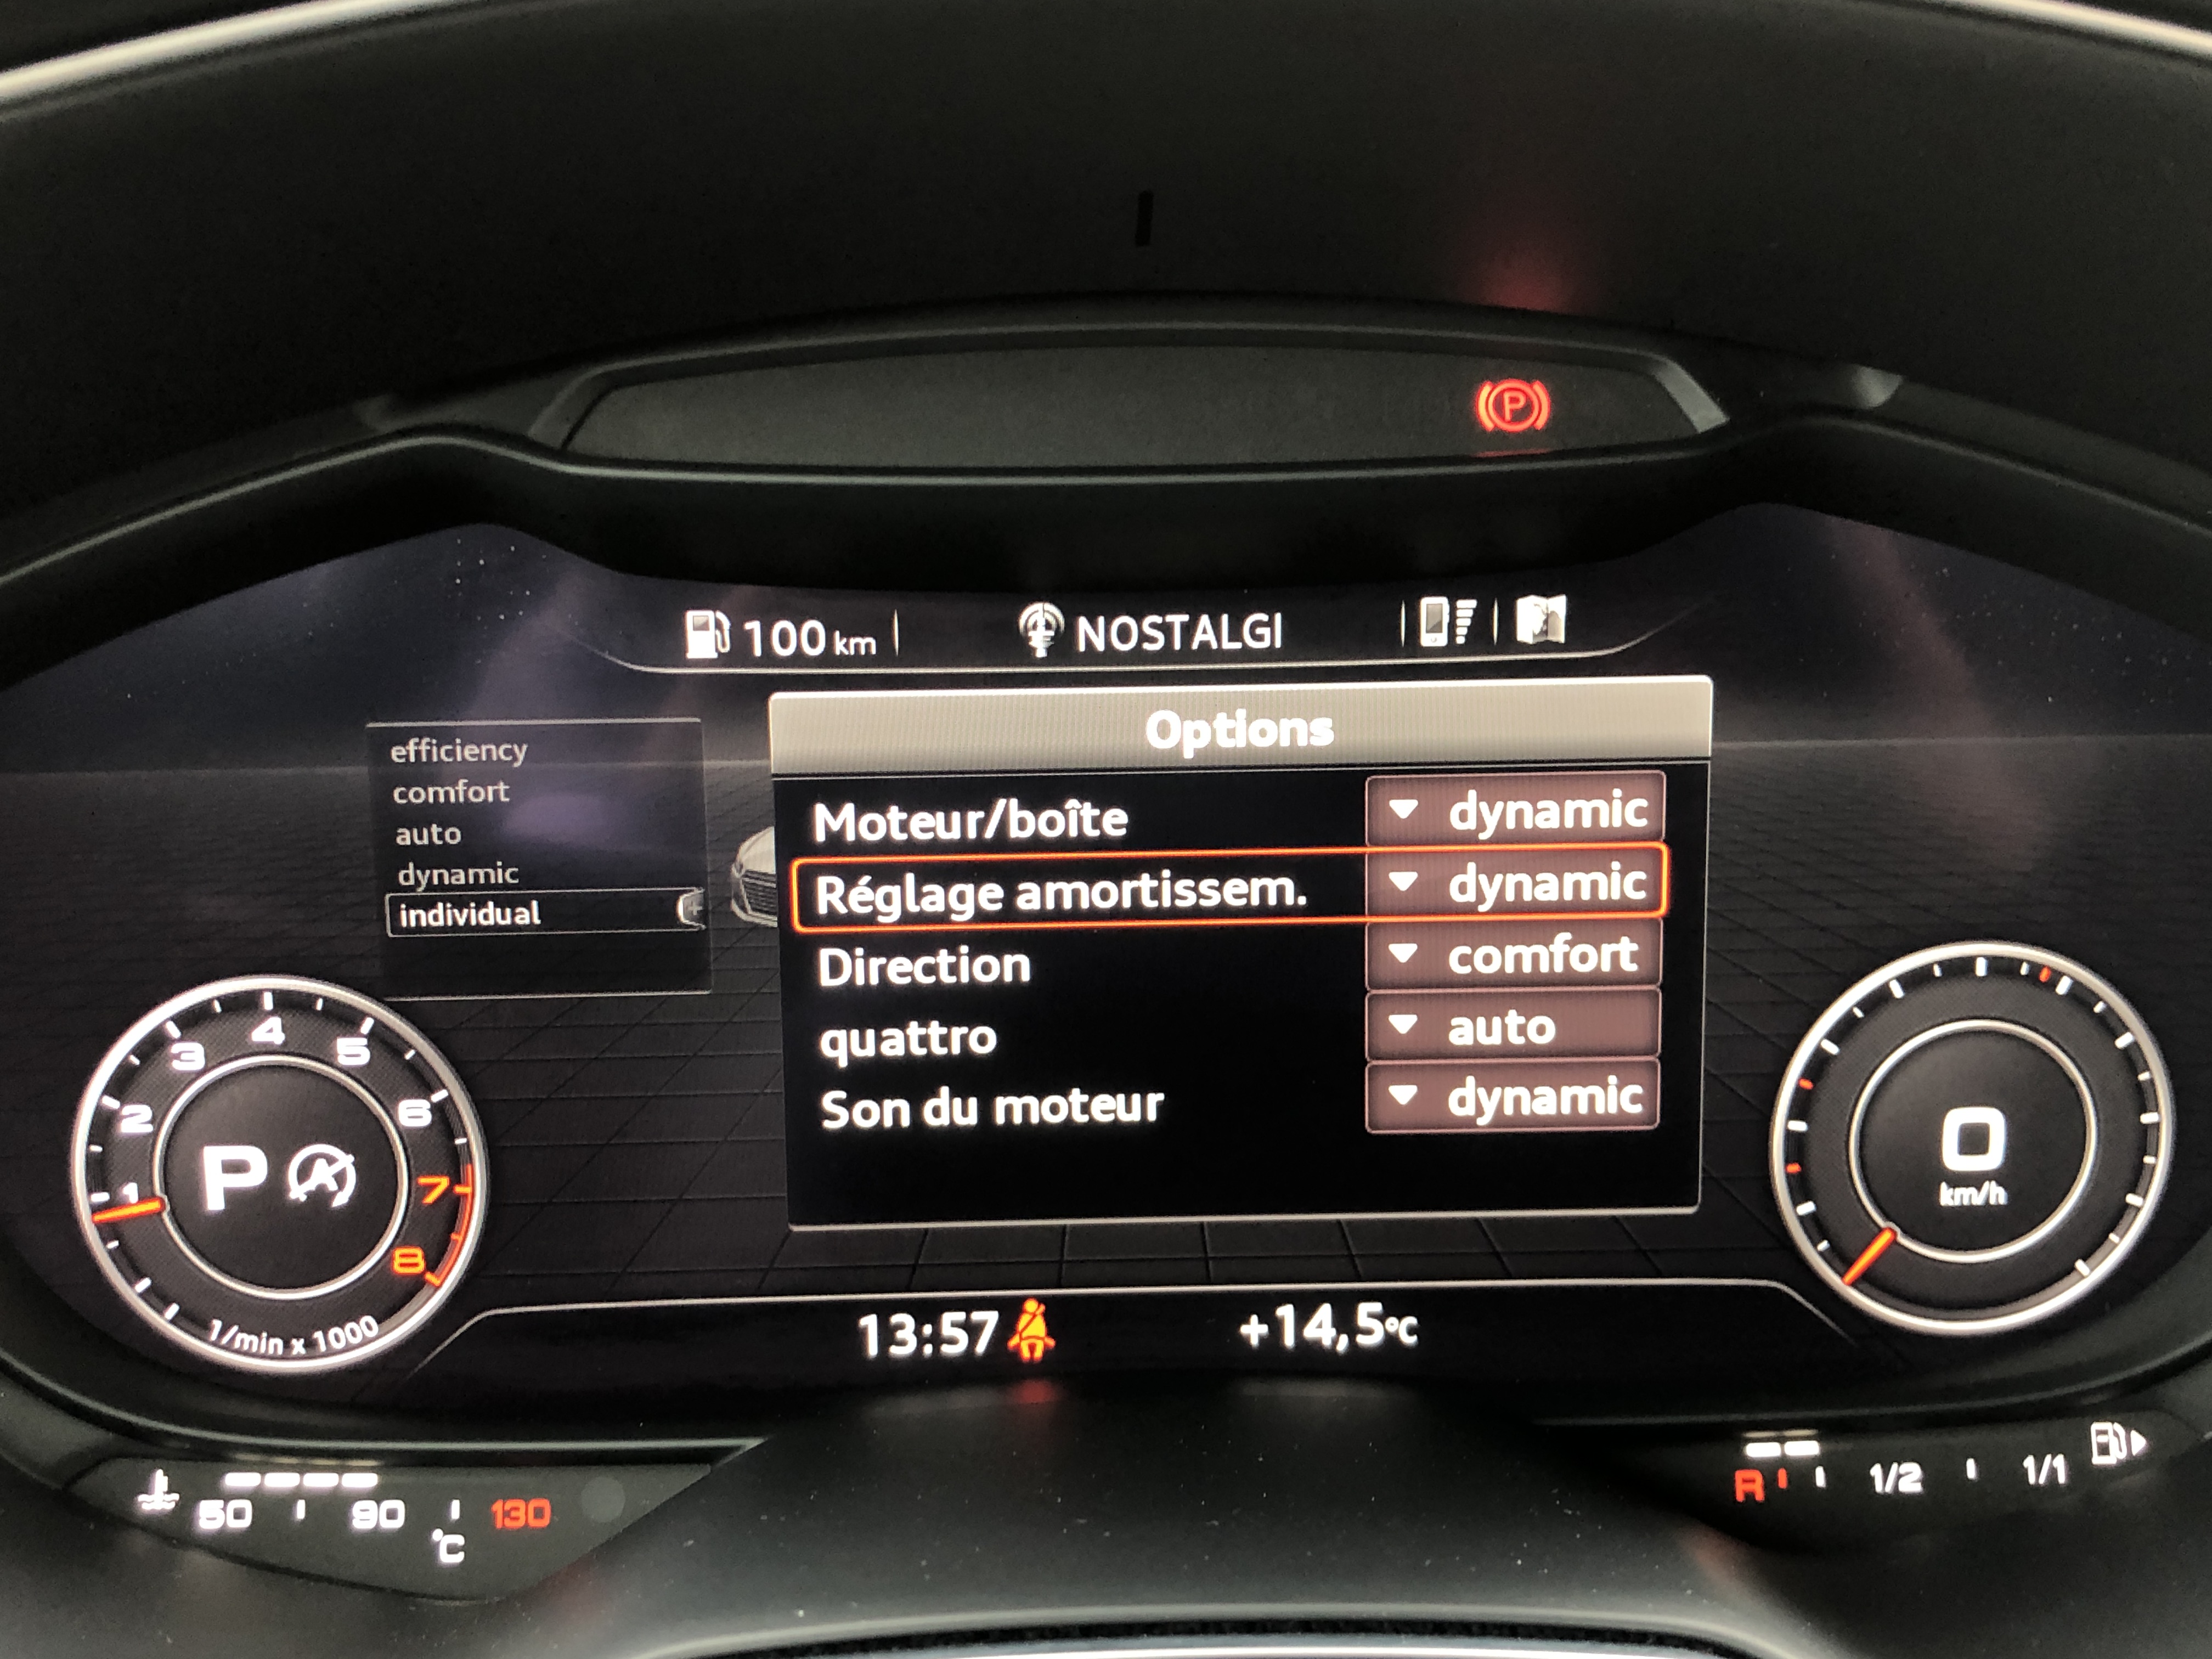 P
100 km
NOSTALGI
Options
efficiency
comfort
auto
dynamic
individual
Moteur/boîte dynamic
Réglage amortissem. dynamic
Direction comfort
quattro auto
Son du moteur dynamic
1 2 3 4 5 6 7 8
P A
1/min x 1000
0
km/h
13:57
+14,5°C
50 90 130
°C
R 1/2 1/1